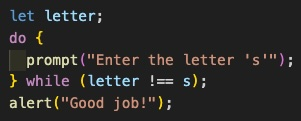 let letter;
do {
  prompt("Enter the letter 's'");
} while (letter !== s);
alert("Good job!");